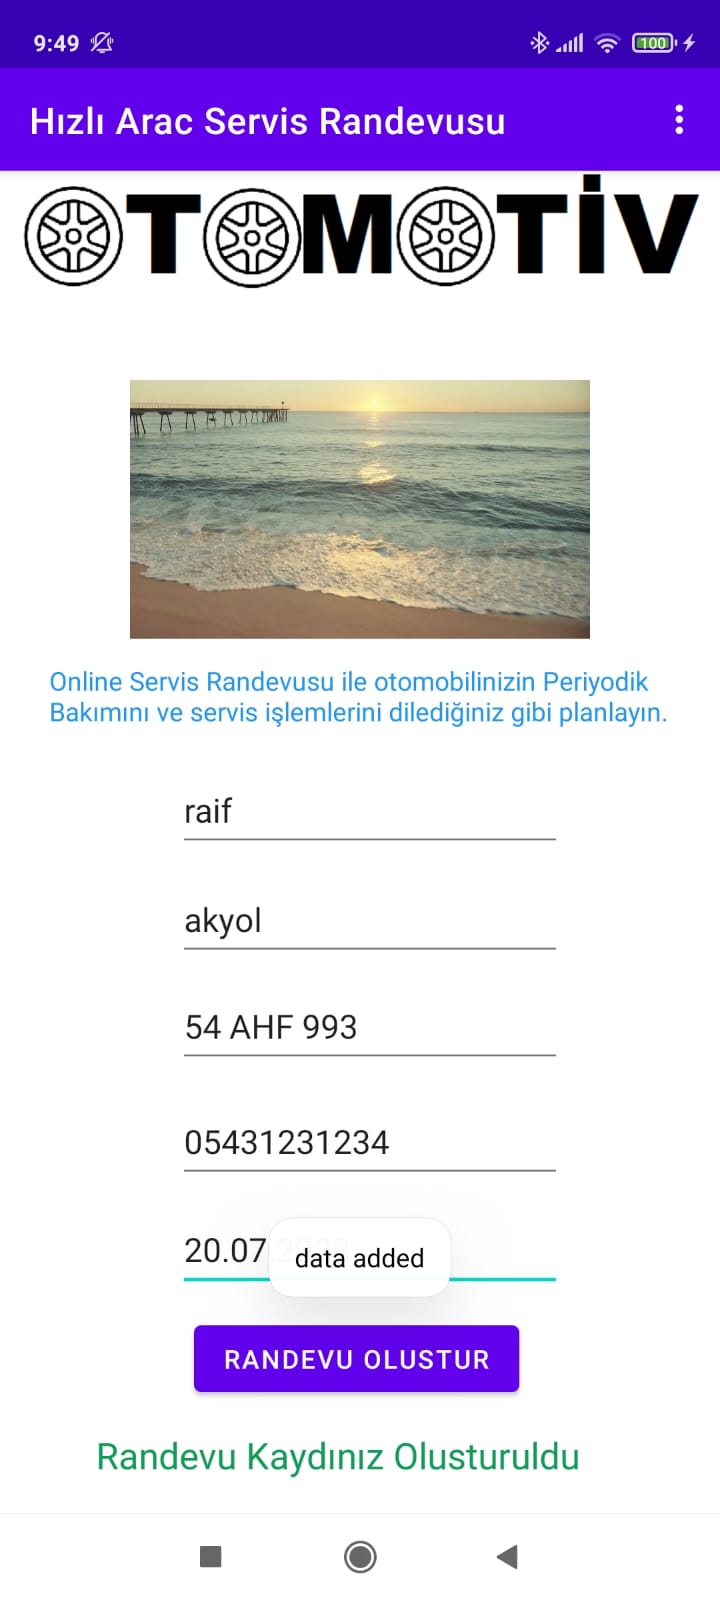 9:49
100
Hızlı Arac Servis Randevusu
OTOMOTİV
Online Servis Randevusu ile otomobilinizin Periyodik
Bakımını ve servis işlemlerini dilediğiniz gibi planlayın.
raif
akyol
54 AHF 993
05431231234
20.07
data added
RANDEVU OLUSTUR
Randevu Kaydınız Olusturuldu